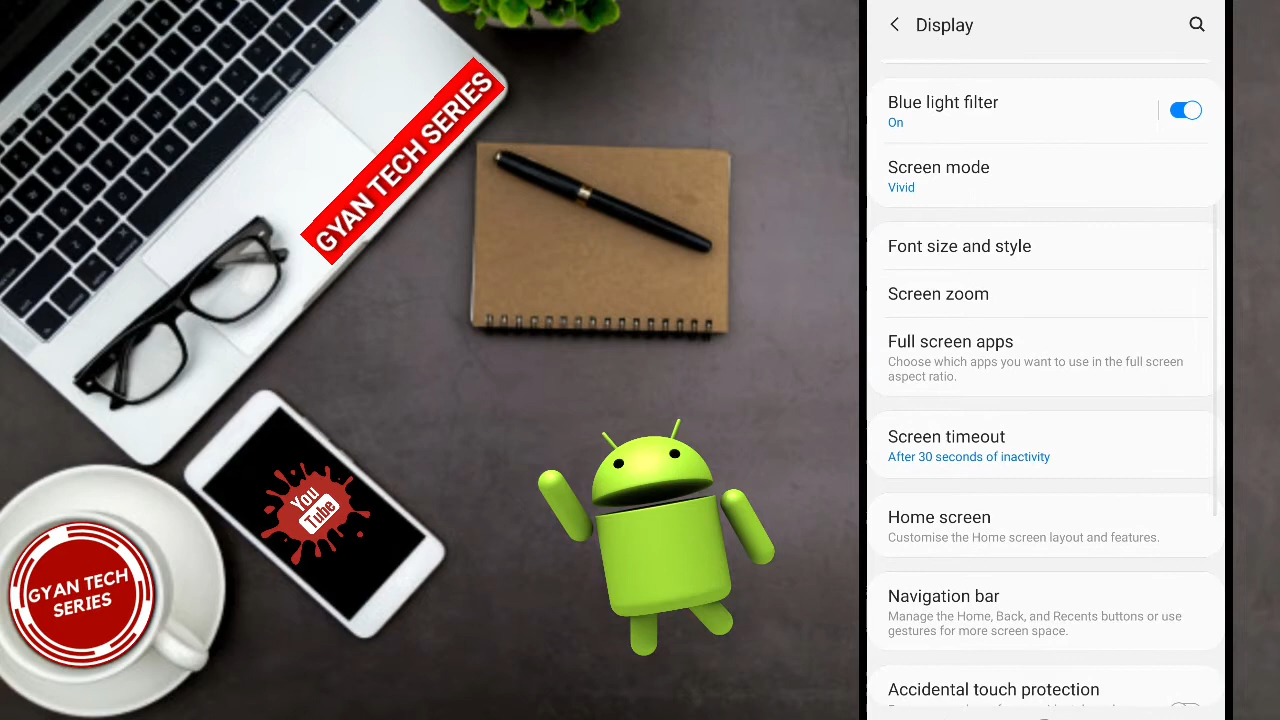 GYAN TECH SERIES
You
Tube
GYAN TECH
SERIES
Display
Blue light filter
On
Screen mode
Vivid
Font size and style
Screen zoom
Full screen apps
Choose which apps you want to use in the full screen
aspect ratio.
Screen timeout
After 30 seconds of inactivity
Home screen
Customise the Home screen layout and features.
Navigation bar
Manage the Home, Back, and Recents buttons or use
gestures for more screen space.
Accidental touch protection